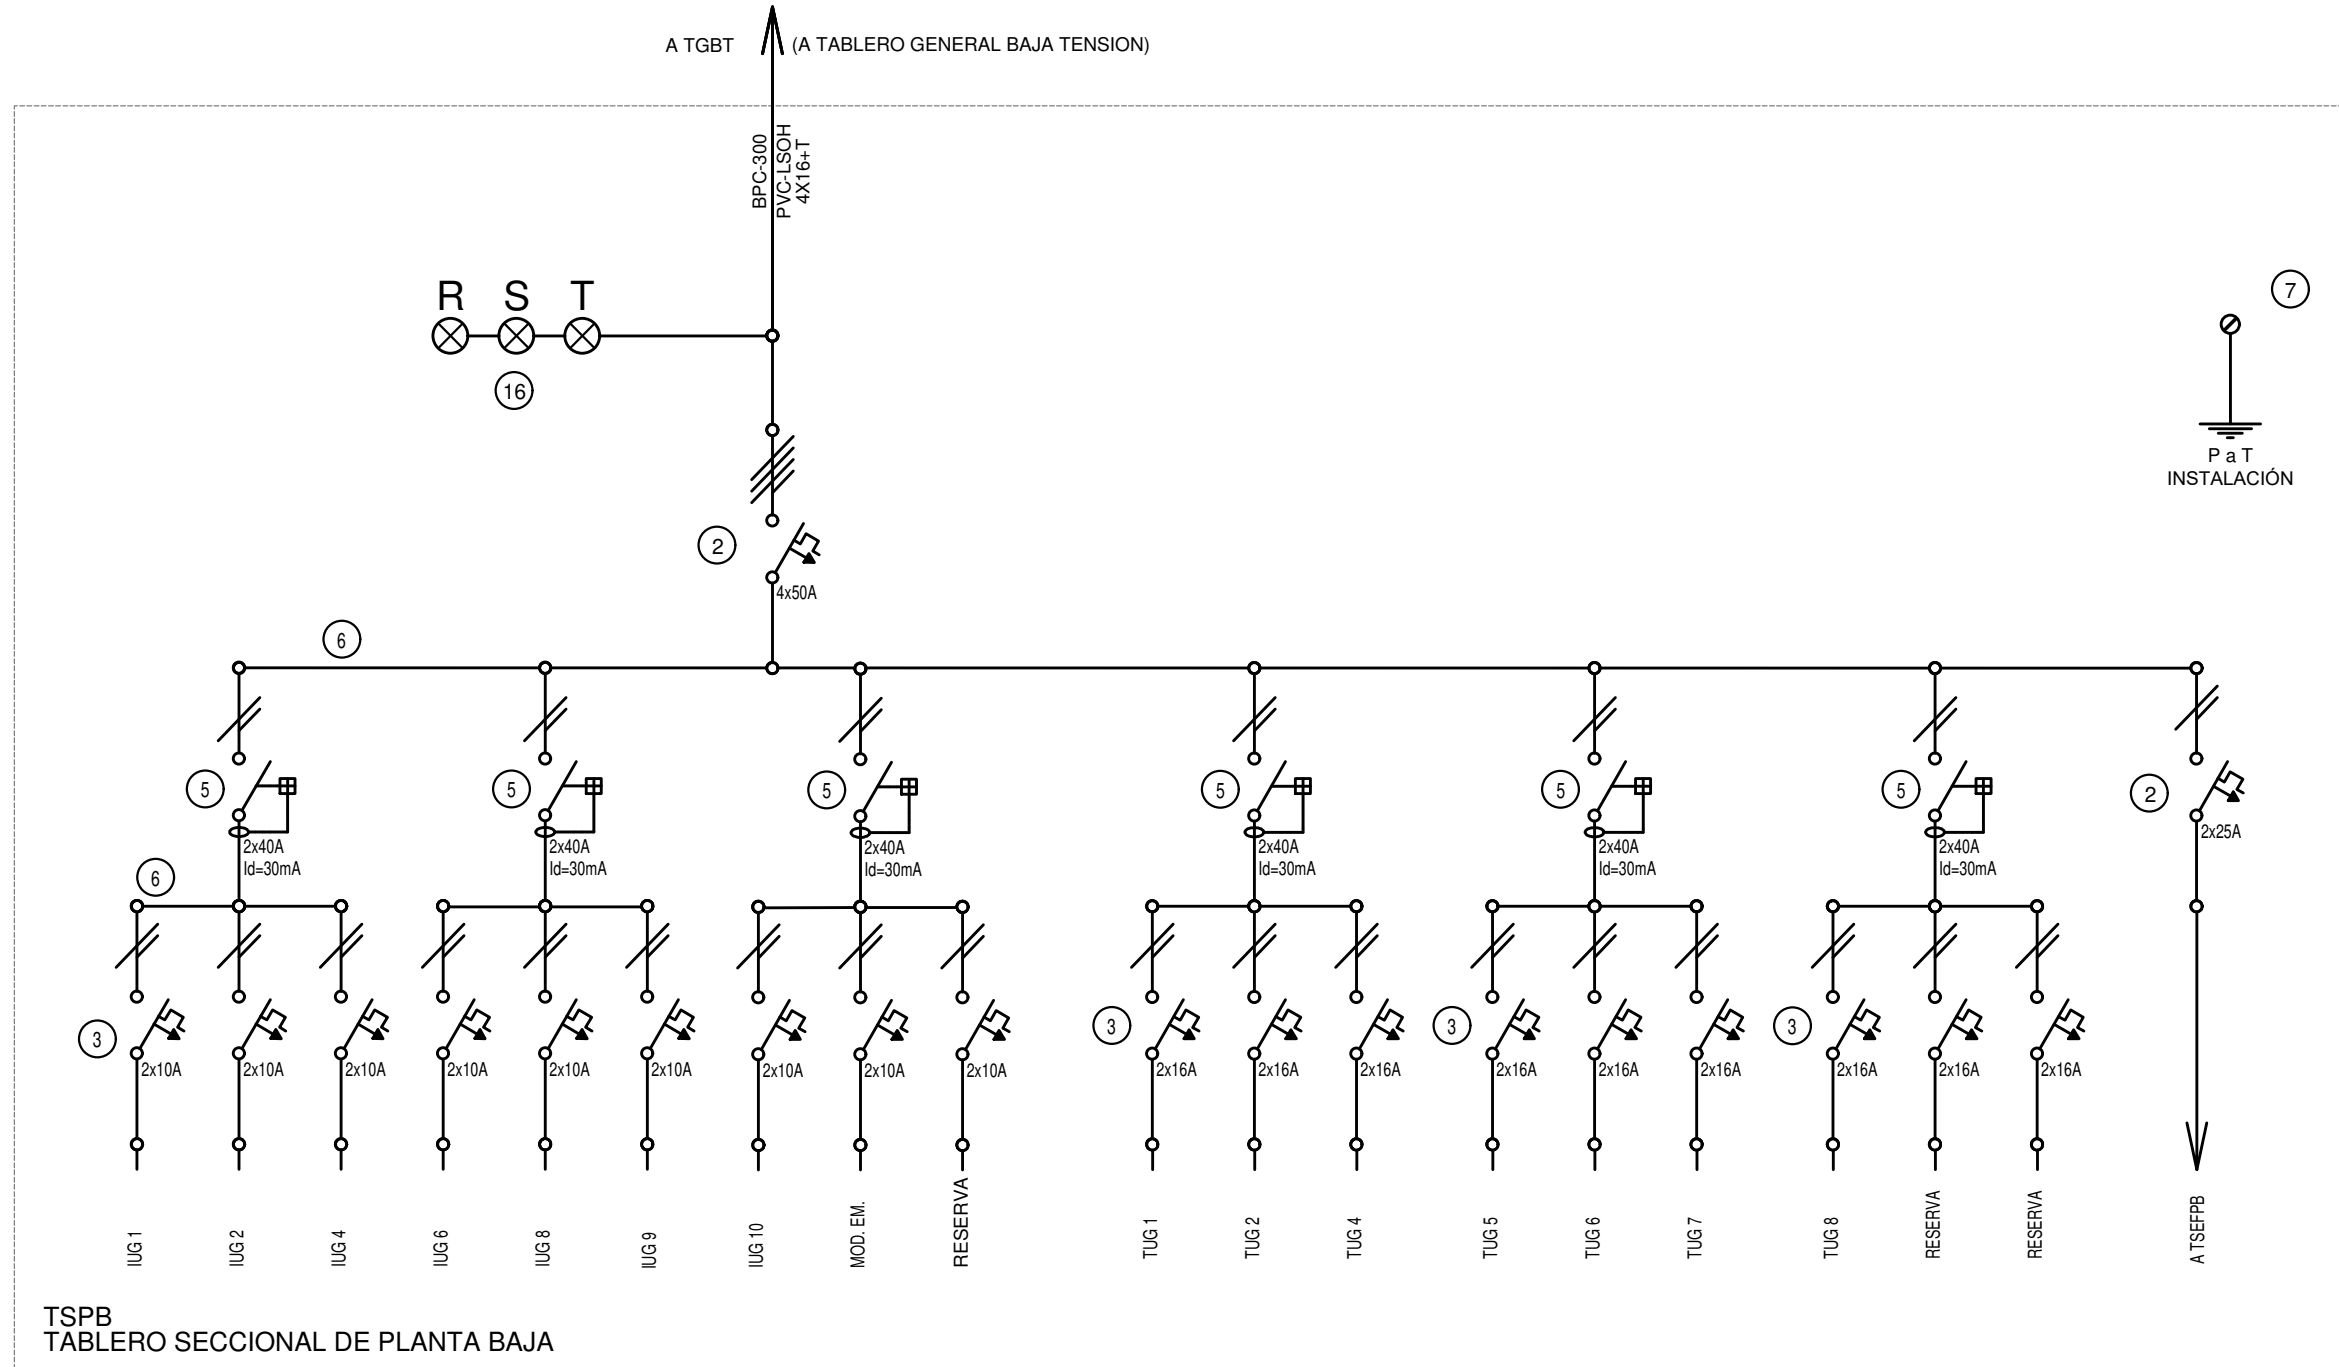 A TGBT
(A TABLERO GENERAL BAJA TENSION)
BPC-300
PVC-LSOH
4X16+T
R S T
16
7
P a T
INSTALACIÓN
2
4x50A
6
5
2x40A
Id=30mA
5
2x40A
Id=30mA
5
2x40A
Id=30mA
5
2x40A
Id=30mA
5
2x40A
Id=30mA
5
2x40A
Id=30mA
2
2x25A
6
3
2x10A
2x10A
2x10A
2x10A
2x10A
2x10A
2x10A
2x10A
2x10A
3
2x16A
2x16A
2x16A
3
2x16A
2x16A
2x16A
3
2x16A
2x16A
2x16A
IUG 1
IUG 2
IUG 4
IUG 6
IUG 8
IUG 9
IUG 10
MOD. EM.
RESERVA
TUG 1
TUG 2
TUG 4
TUG 5
TUG 6
TUG 7
TUG 8
RESERVA
RESERVA
A TSEFPB
TSPB
TABLERO SECCIONAL DE PLANTA BAJA